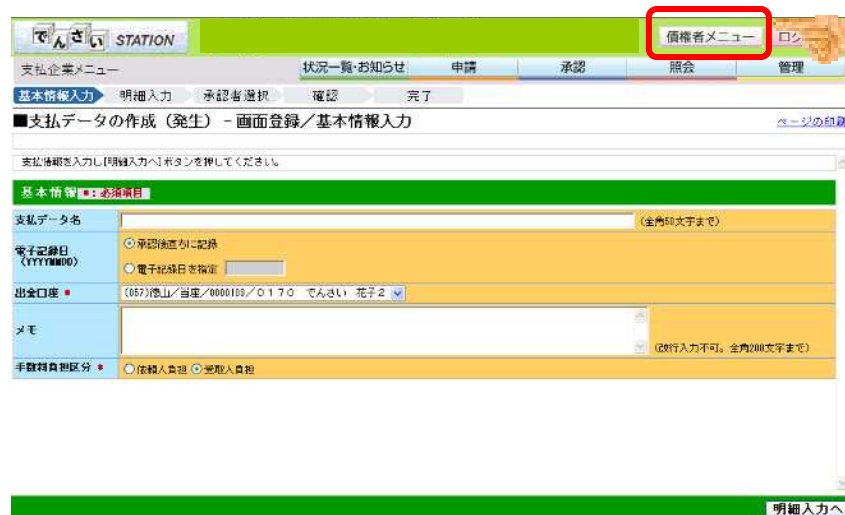 でんさい STATION
債権者メニュー
支払企業メニュー
状況一覧・お知らせ 申請 承認 照会 管理
基本情報入力 明細入力 承認者選択 確認 完了
■支払データの作成（発生）－画面登録／基本情報入力
ページの印刷
支払情報を入力し[明細入力へ]ボタンを押してください。
基本情報 ■：必須項目
支払データ名 (全角50文字まで)
電子記録日
(YYYYMMDD)
承認後直ちに記録
電子記録日を指定
出金口座 ■ (057)徳山／当座／0000100／0170 でんさい 花子2
メモ (改行入力不可。全角200文字まで)
手数料負担区分 ■ 依頼人負担 受取人負担
明細入力へ